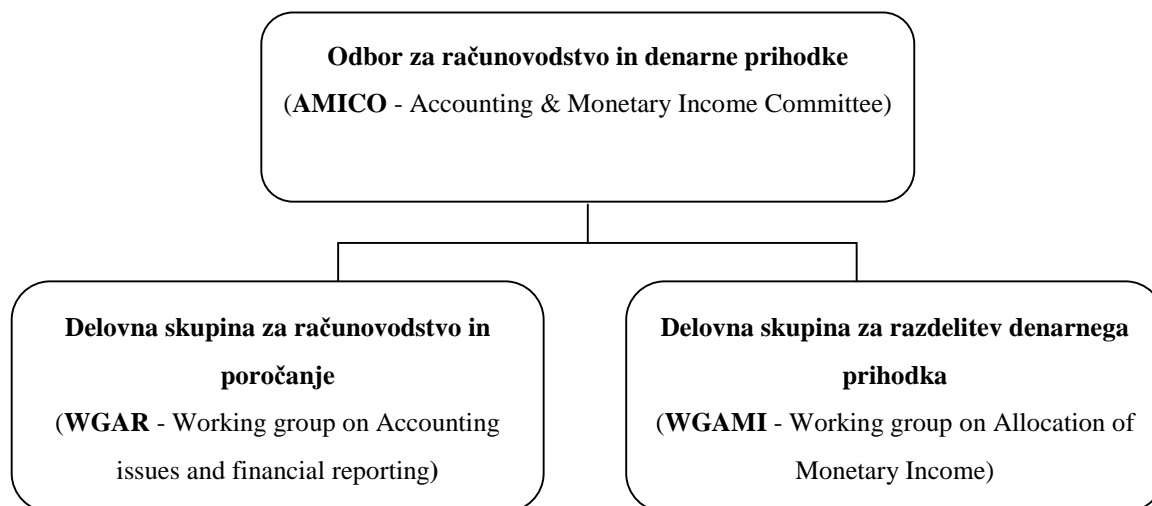 Odbor za računovodstvo in denarne prihodke
(AMICO - Accounting & Monetary Income Committee)
Delovna skupina za računovodstvo in
poročanje
(WGAR - Working group on Accounting
issues and financial reporting)
Delovna skupina za razdelitev denarnega
prihodka
(WGAMI - Working group on Allocation of
Monetary Income)